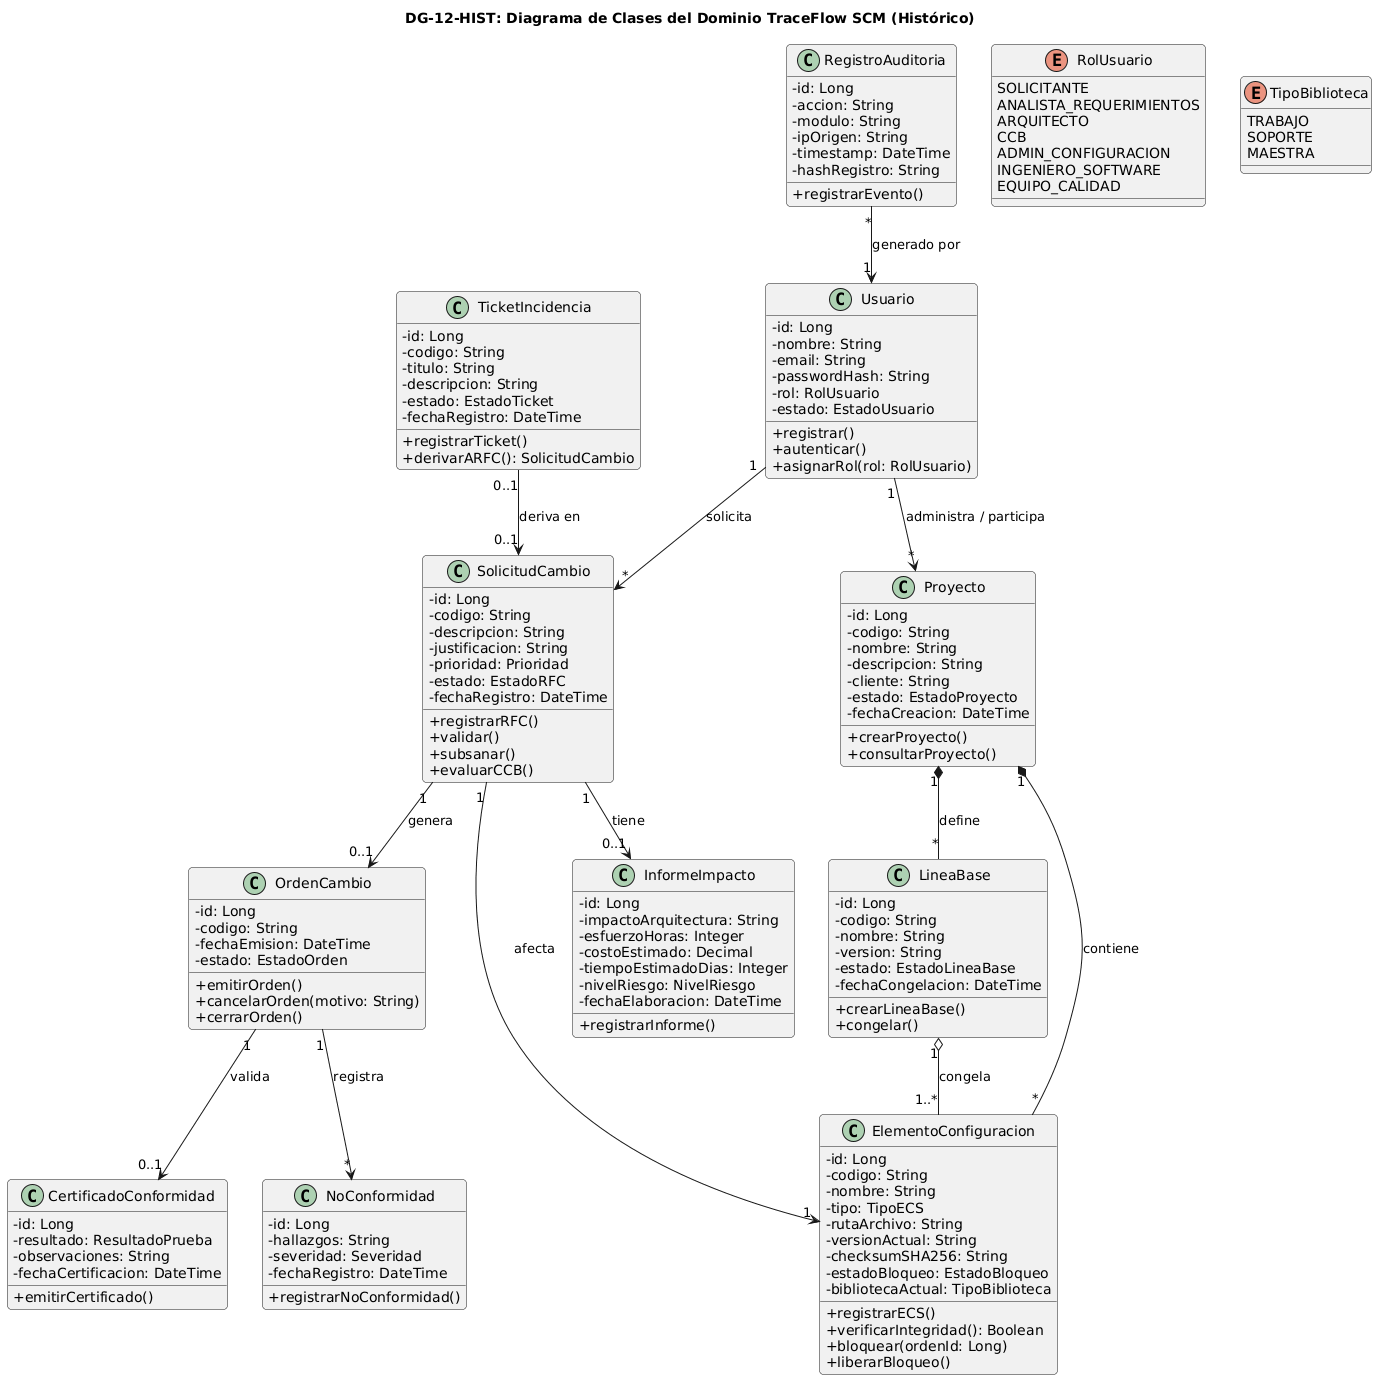 DG-12-HIST: Diagrama de Clases del Dominio TraceFlow SCM (Histórico)
C RegistroAuditoria
-id: Long
-accion: String
-modulo: String
-ipOrigen: String
-timestamp: DateTime
-hashRegistro: String
+registrarEvento()
E RolUsuario
SOLICITANTE
ANALISTA_REQUERIMIENTOS
ARQUITECTO
CCB
ADMIN_CONFIGURACION
INGENIERO_SOFTWARE
EQUIPO_CALIDAD
E TipoBiblioteca
TRABAJO
SOPORTE
MAESTRA
*
generado por
1
C TicketIncidencia
-id: Long
-codigo: String
-titulo: String
-descripcion: String
-estado: EstadoTicket
-fechaRegistro: DateTime
+registrarTicket()
+derivarARFC(): SolicitudCambio
C Usuario
-id: Long
-nombre: String
-email: String
-passwordHash: String
-rol: RolUsuario
-estado: EstadoUsuario
+registrar()
+autenticar()
+asignarRol(rol: RolUsuario)
0..1
deriva en
0..1
1
solicita
*
1
administra / participa
*
C SolicitudCambio
-id: Long
-codigo: String
-descripcion: String
-justificacion: String
-prioridad: Prioridad
-estado: EstadoRFC
-fechaRegistro: DateTime
+registrarRFC()
+validar()
+subsanar()
+evaluarCCB()
C Proyecto
-id: Long
-codigo: String
-nombre: String
-descripcion: String
-cliente: String
-estado: EstadoProyecto
-fechaCreacion: DateTime
+crearProyecto()
+consultarProyecto()
1
genera
0..1
1
afecta
1
1
tiene
0..1
1
define
*
1
contiene
*
C OrdenCambio
-id: Long
-codigo: String
-fechaEmision: DateTime
-estado: EstadoOrden
+emitirOrden()
+cancelarOrden(motivo: String)
+cerrarOrden()
C InformeImpacto
-id: Long
-impactoArquitectura: String
-esfuerzoHoras: Integer
-costoEstimado: Decimal
-tiempoEstimadoDias: Integer
-nivelRiesgo: NivelRiesgo
-fechaElaboracion: DateTime
+registrarInforme()
C LineaBase
-id: Long
-codigo: String
-nombre: String
-version: String
-estado: EstadoLineaBase
-fechaCongelacion: DateTime
+crearLineaBase()
+congelar()
1
valida
0..1
1
registra
*
1
congela
1..*
C CertificadoConformidad
-id: Long
-resultado: ResultadoPrueba
-observaciones: String
-fechaCertificacion: DateTime
+emitirCertificado()
C NoConformidad
-id: Long
-hallazgos: String
-severidad: Severidad
-fechaRegistro: DateTime
+registrarNoConformidad()
C ElementoConfiguracion
-id: Long
-codigo: String
-nombre: String
-tipo: TipoECS
-rutaArchivo: String
-versionActual: String
-checksumSHA256: String
-estadoBloqueo: EstadoBloqueo
-bibliotecaActual: TipoBiblioteca
+registrarECS()
+verificarIntegridad(): Boolean
+bloquear(ordenId: Long)
+liberarBloqueo()